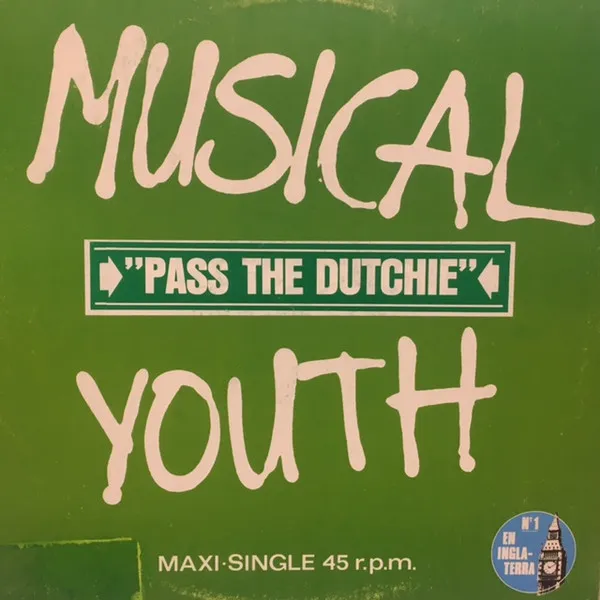 MUSICAL
"PASS THE DUTCHIE"
YOUTH
MAXI·SINGLE 45 r.p.m.
Nº1
EN
INGLA-
TERRA